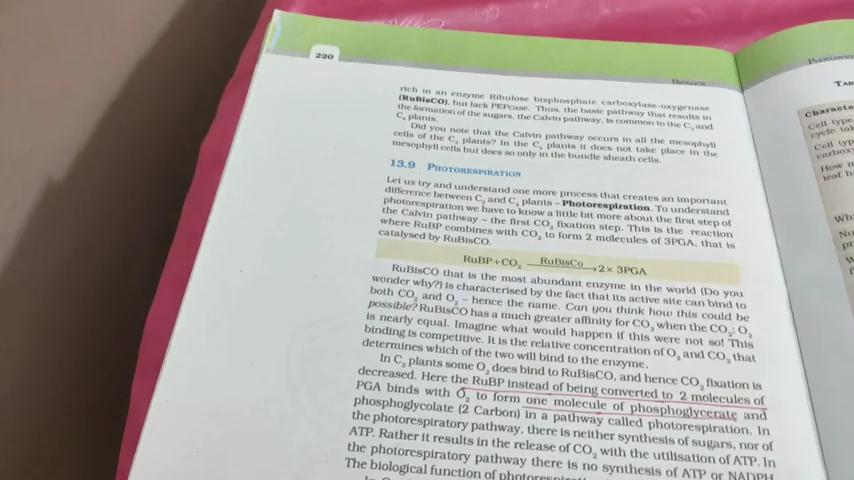 220
BIOLOGY
rich in an enzyme Ribulose bisphosphate carboxylase-oxygenase
(RuBisCO), but lack PEPcase. Thus, the basic pathway that results in
the formation of the sugars, the Calvin pathway, is common to the C₃ and
C₄ plants.
Did you note that the Calvin pathway occurs in all the mesophyll
cells of the C₃ plants? In the C₄ plants it does not take place in the
mesophyll cells but does so only in the bundle sheath cells.
13.9 PHOTORESPIRATION
Let us try and understand one more process that creates an important
difference between C₃ and C₄ plants – Photorespiration. To understand
photorespiration we have to know a little bit more about the first step of
the Calvin pathway – the first CO₂ fixation step. This is the reaction
where RuBP combines with CO₂ to form 2 molecules of 3PGA, that is
catalysed by RuBisCO.
RuBP+CO₂ —RuBisCo→ 2× 3PGA
RuBisCO that is the most abundant enzyme in the world (Do you
wonder why?) is characterised by the fact that its active site can bind to
both CO₂ and O₂ – hence the name. Can you think how this could be
possible? RuBisCO has a much greater affinity for CO₂ when the CO₂: O₂
is nearly equal. Imagine what would happen if this were not so! This
binding is competitive. It is the relative concentration of O₂ and CO₂ that
determines which of the two will bind to the enzyme.
In C₃ plants some O₂ does bind to RuBisCO, and hence CO₂ fixation is
decreased. Here the RuBP instead of being converted to 2 molecules of
PGA binds with O₂ to form one molecule of phosphoglycerate and
phosphoglycolate (2 Carbon) in a pathway called photorespiration. In
the photorespiratory pathway, there is neither synthesis of sugars, nor of
ATP. Rather it results in the release of CO₂ with the utilisation of ATP. In
the photorespiratory pathway there is no synthesis of ATP or NADPH
The biological function of
Characte
Cell type
cycle tak
Cell typ
carboxy
How m
leaf h